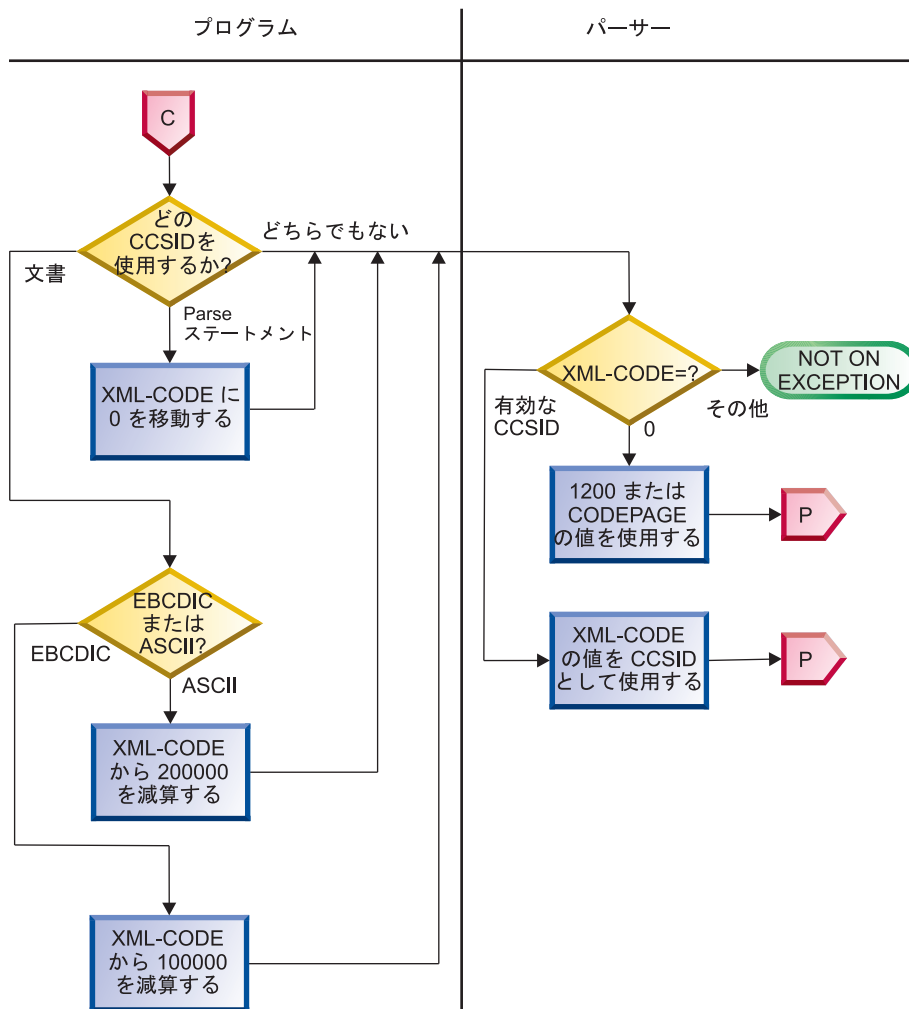 プログラム
パーサー
C
どの
CCSIDを
使用するか?
どちらでもない
文書
Parse
ステートメント
XML-CODE に
0 を移動する
EBCDIC
または
ASCII?
EBCDIC
ASCII
XML-CODE
から 200000
を減算する
XML-CODE
から 100000
を減算する
XML-CODE=?
NOT ON
EXCEPTION
有効な
CCSID
その他
0
1200 または
CODEPAGE
の値を使用する
P
XML-CODE
の値を CCSID
として使用する
P